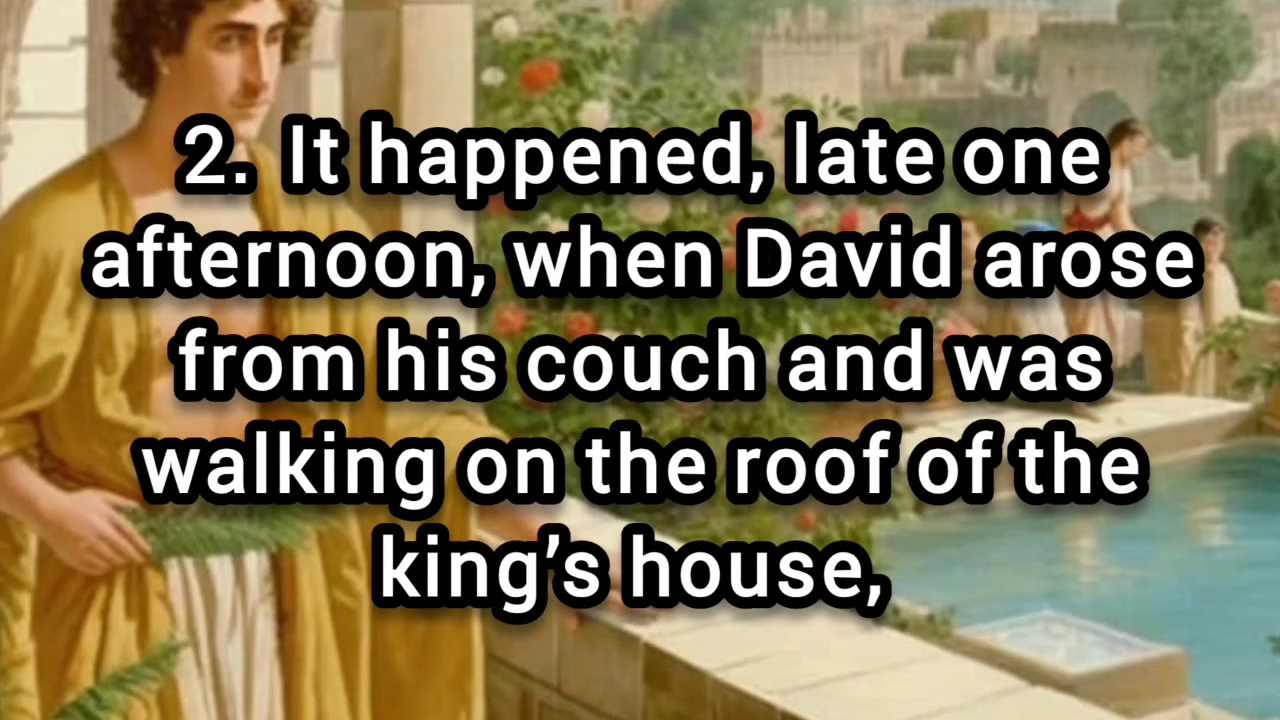 2. It happened, late one
afternoon, when David arose
from his couch and was
walking on the roof of the
king’s house,